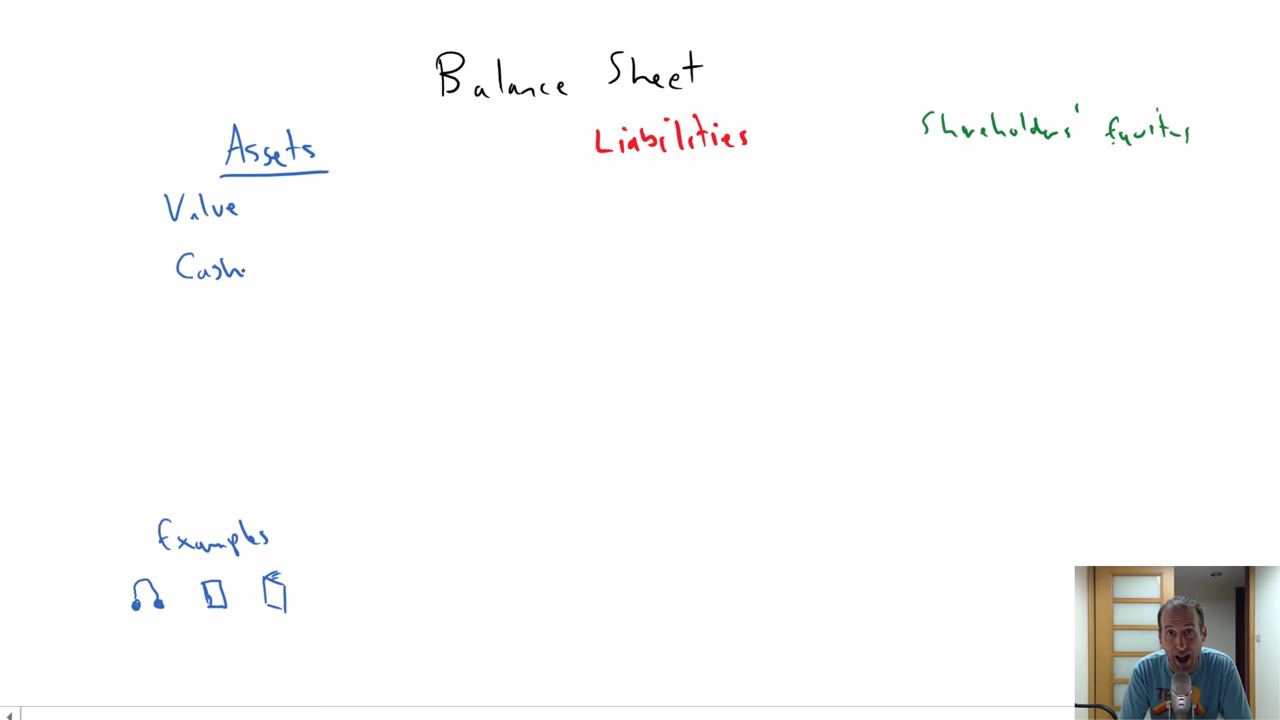 Balance Sheet
Assets
Liabilities
Shareholders' Equity
Value
Cash
Examples